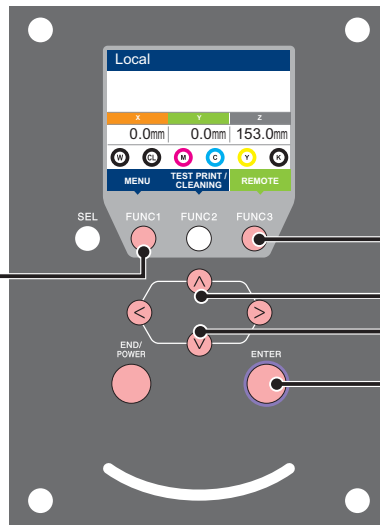 Local
X Y Z
0.0mm 0.0mm 153.0mm
W CL M C Y K
MENU TEST PRINT / CLEANING REMOTE
SEL FUNC1 FUNC2 FUNC3
END/
POWER
ENTER